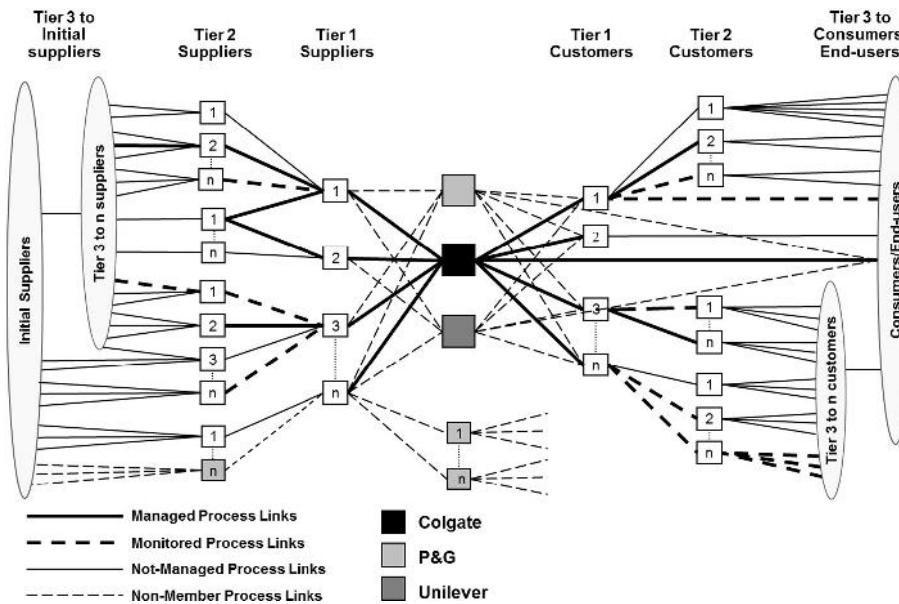 Tier 3 to
Initial
suppliers
Tier 2
Suppliers
Tier 1
Suppliers
Tier 1
Customers
Tier 2
Customers
Tier 3 to
Consumers
End-users
Initial Suppliers
Tier 3 to n suppliers
1
2
n
1
n
1
2
3
n
1
n
1
2
3
n
1
n
1
2
3
n
1
2
n
1
n
1
2
n
Tier 3 to n customers
Consumers/End-users
Managed Process Links
Monitored Process Links
Not-Managed Process Links
Non-Member Process Links
Colgate
P&G
Unilever